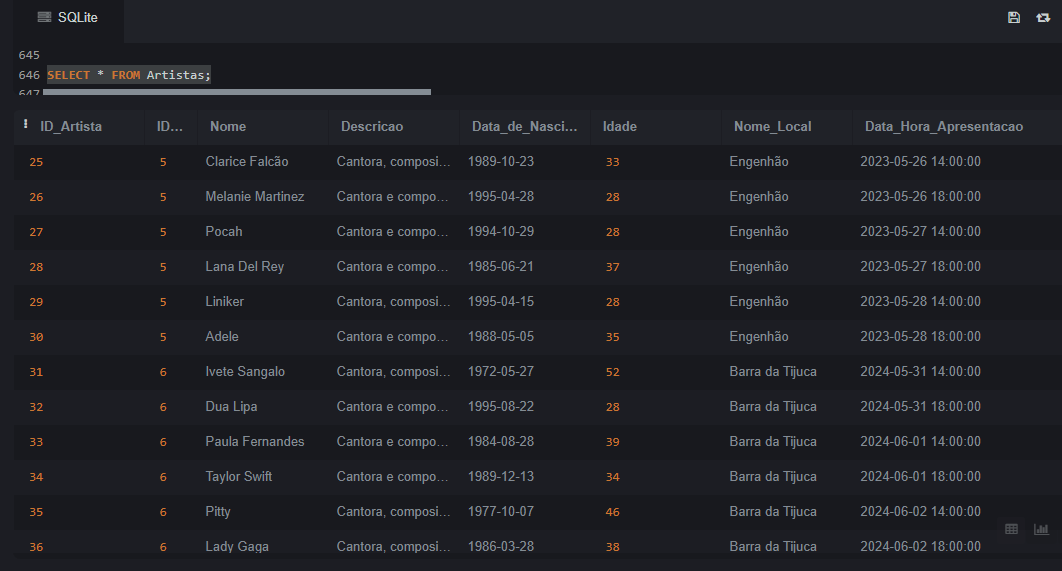 SQLite
645
646 SELECT * FROM Artistas;
647
ID_Artista ID... Nome Descricao Data_de_Nasci... Idade Nome_Local Data_Hora_Apresentacao
25 5 Clarice Falcão Cantora, composi... 1989-10-23 33 Engenhão 2023-05-26 14:00:00
26 5 Melanie Martinez Cantora e compo... 1995-04-28 28 Engenhão 2023-05-26 18:00:00
27 5 Pocah Cantora e compo... 1994-10-29 28 Engenhão 2023-05-27 14:00:00
28 5 Lana Del Rey Cantora e compo... 1985-06-21 37 Engenhão 2023-05-27 18:00:00
29 5 Liniker Cantora, composi... 1995-04-15 28 Engenhão 2023-05-28 14:00:00
30 5 Adele Cantora e compo... 1988-05-05 35 Engenhão 2023-05-28 18:00:00
31 6 Ivete Sangalo Cantora, composi... 1972-05-27 52 Barra da Tijuca 2024-05-31 14:00:00
32 6 Dua Lipa Cantora e compo... 1995-08-22 28 Barra da Tijuca 2024-05-31 18:00:00
33 6 Paula Fernandes Cantora e compo... 1984-08-28 39 Barra da Tijuca 2024-06-01 14:00:00
34 6 Taylor Swift Cantora e compo... 1989-12-13 34 Barra da Tijuca 2024-06-01 18:00:00
35 6 Pitty Cantora, composi... 1977-10-07 46 Barra da Tijuca 2024-06-02 14:00:00
36 6 Lady Gaga Cantora, composi... 1986-03-28 38 Barra da Tijuca 2024-06-02 18:00:00